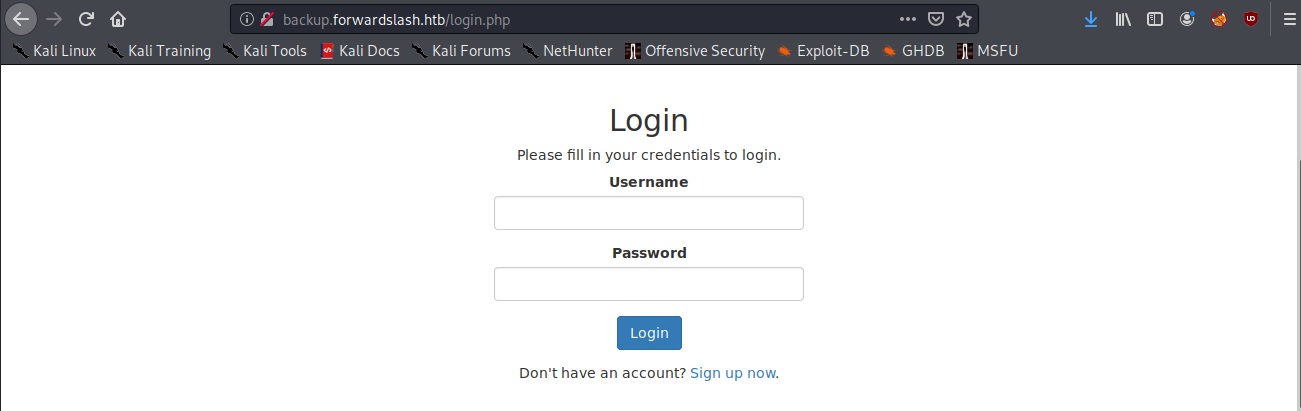 backup.forwardslash.htb/login.php
Kali Linux Kali Training Kali Tools Kali Docs Kali Forums NetHunter Offensive Security Exploit-DB GHDB MSFU
Login
Please fill in your credentials to login.
Username
Password
Login
Don't have an account? Sign up now.